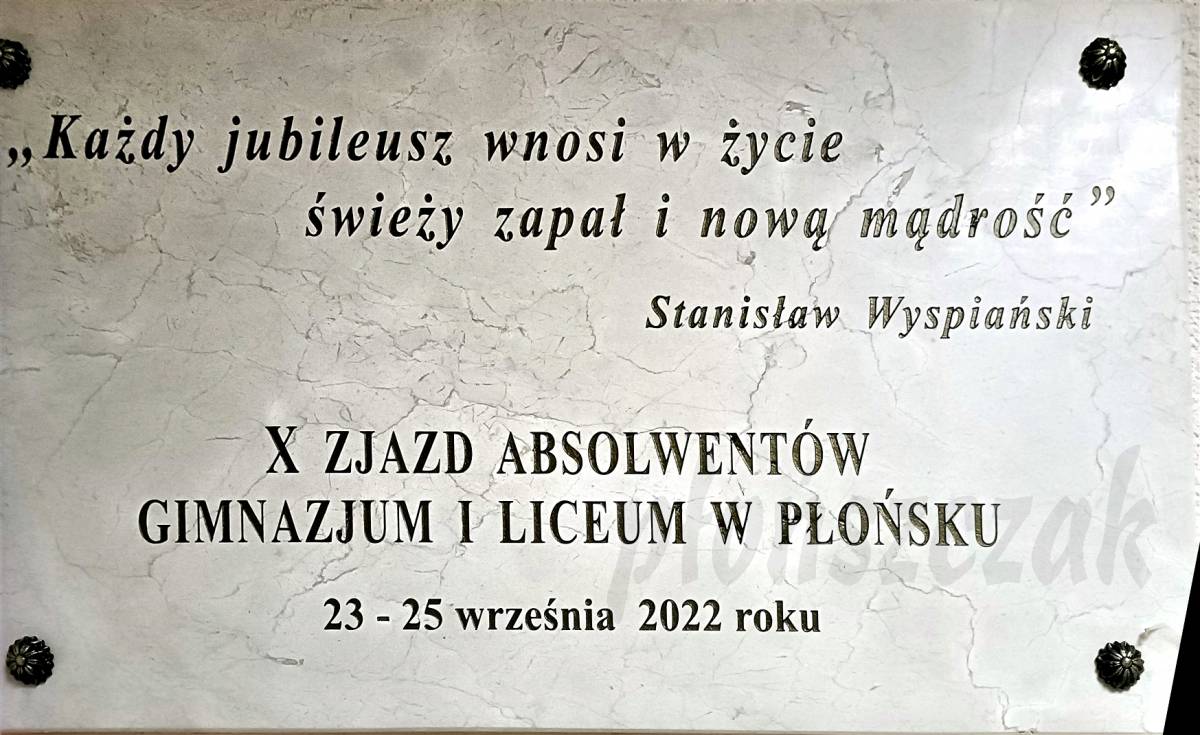 „Każdy jubileusz wnosi w życie
świeży zapał i nową mądrość”
Stanisław Wyspiański
X ZJAZD ABSOLWENTÓW
GIMNAZJUM I LICEUM W PŁOŃSKU
płońszczak
23 - 25 września 2022 roku